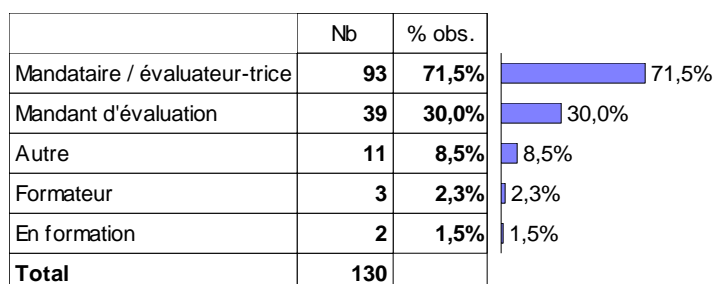 Nb % obs.
Mandataire / évaluateur-trice 93 71,5% 71,5%
Mandant d'évaluation 39 30,0% 30,0%
Autre 11 8,5% 8,5%
Formateur 3 2,3% 2,3%
En formation 2 1,5% 1,5%
Total 130